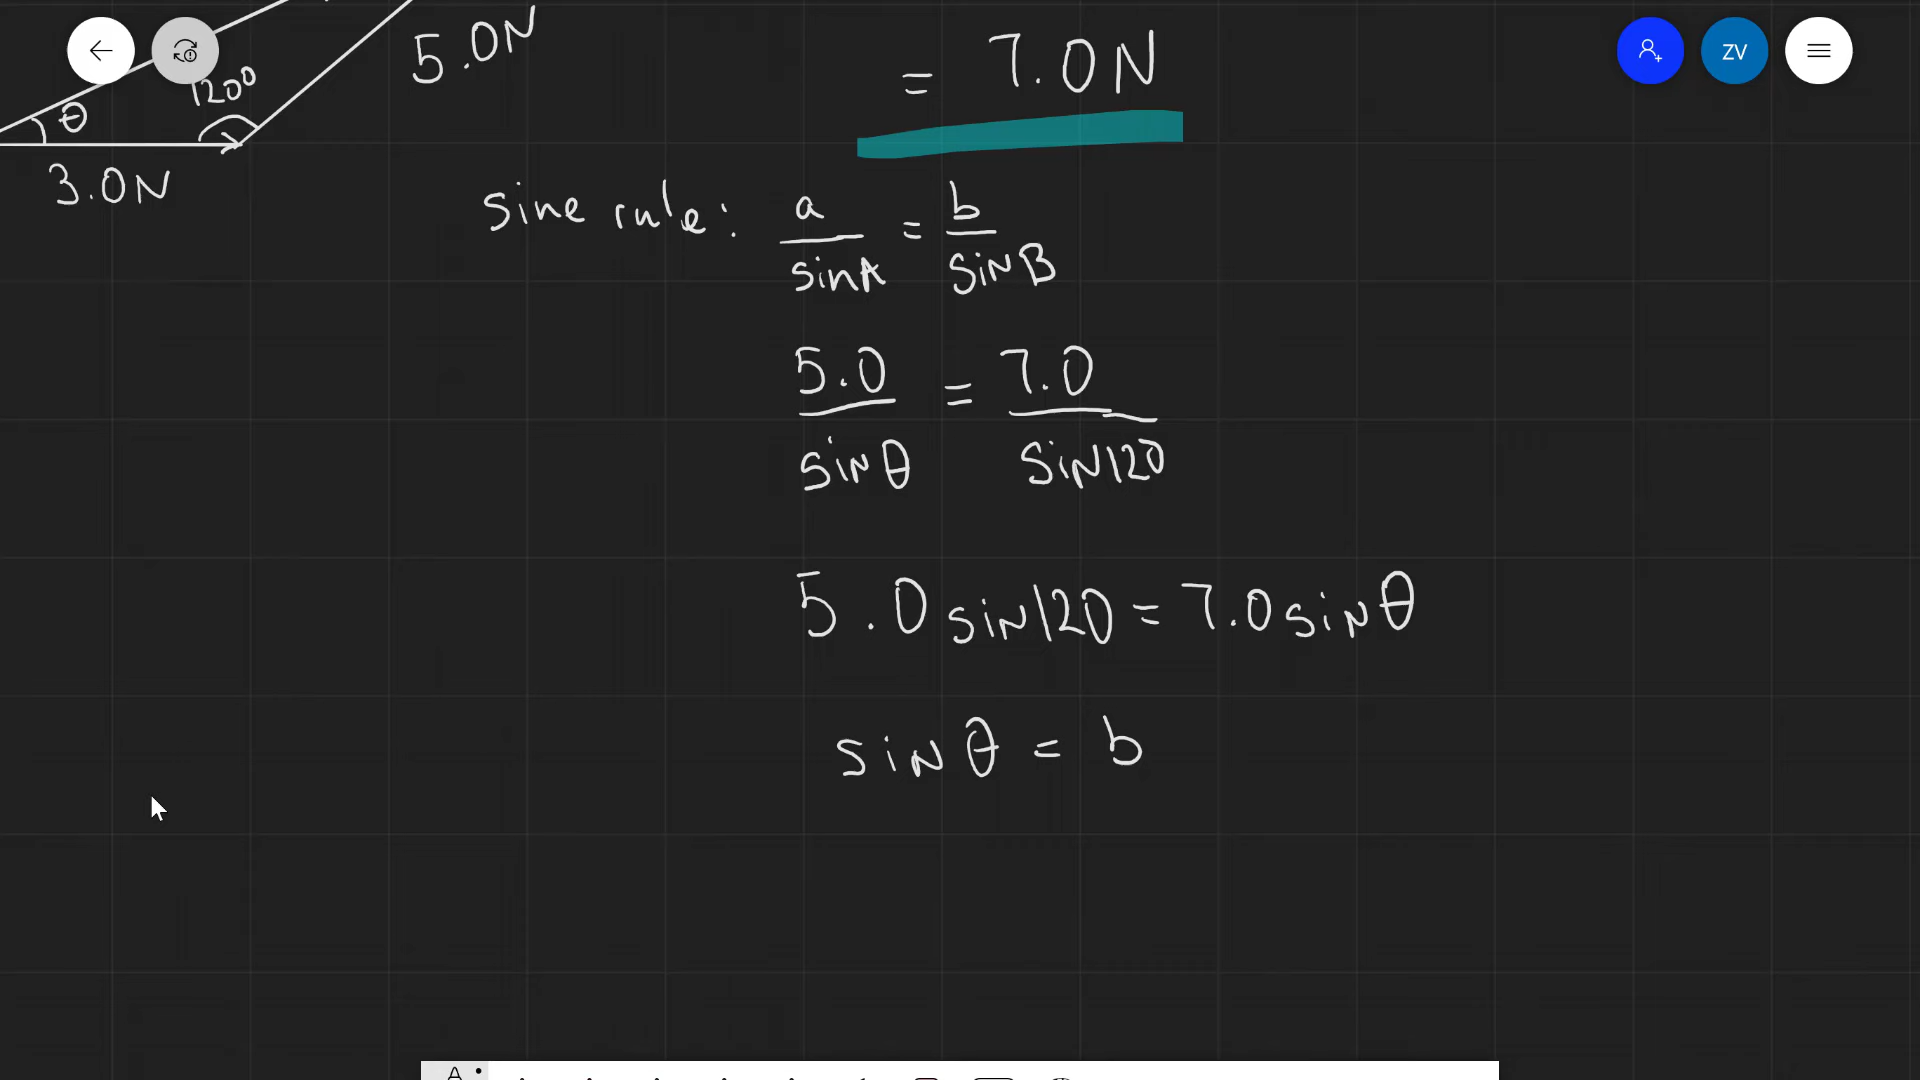 5.0N
= 7.0N
ZV
120°
θ
3.0N
sine rule: a/sinA = b/sinB
5.0/sinθ = 7.0/sin120
5.0 sin120 = 7.0 sinθ
sinθ = b
A